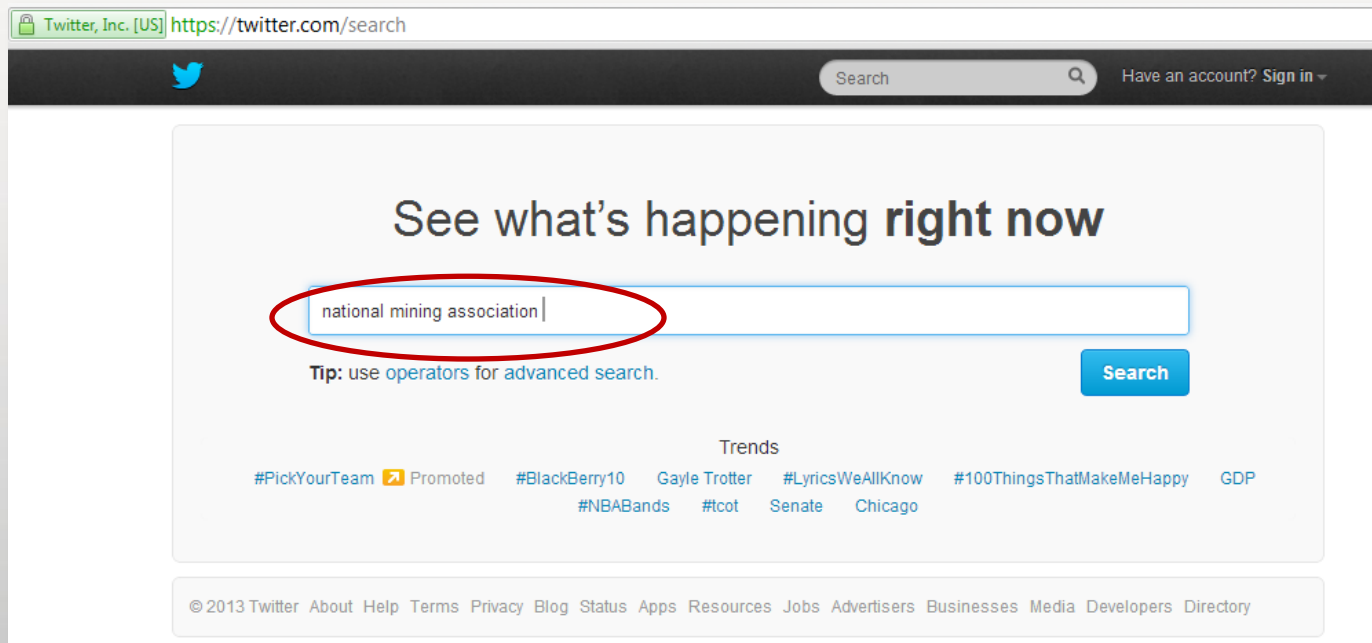 Twitter, Inc. [US] https://twitter.com/search
Search Have an account? Sign in
See what's happening right now
national mining association
Tip: use operators for advanced search.
Search
Trends
#PickYourTeam Promoted #BlackBerry10 Gayle Trotter #LyricsWeAllKnow #100ThingsThatMakeMeHappy GDP
#NBABands #tcot Senate Chicago
© 2013 Twitter About Help Terms Privacy Blog Status Apps Resources Jobs Advertisers Businesses Media Developers Directory